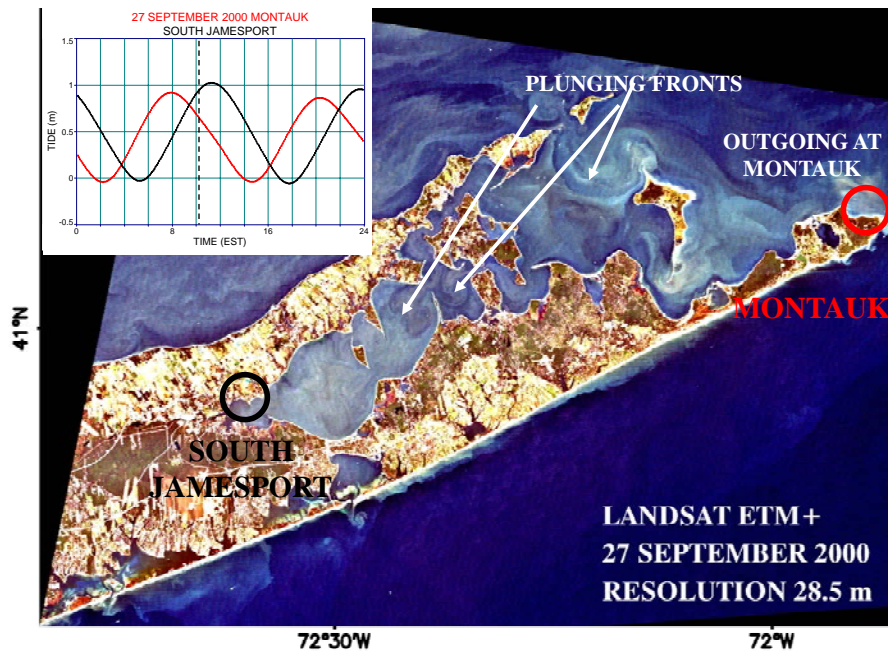 27 SEPTEMBER 2000 MONTAUK
SOUTH JAMESPORT
1.5
1
0.5
0
-0.5
TIDE (m)
0
8
16
24
TIME (EST)
PLUNGING FRONTS
OUTGOING AT
MONTAUK
MONTAUK
41°N
SOUTH
JAMESPORT
LANDSAT ETM+
27 SEPTEMBER 2000
RESOLUTION 28.5 m
72°30W
72°W